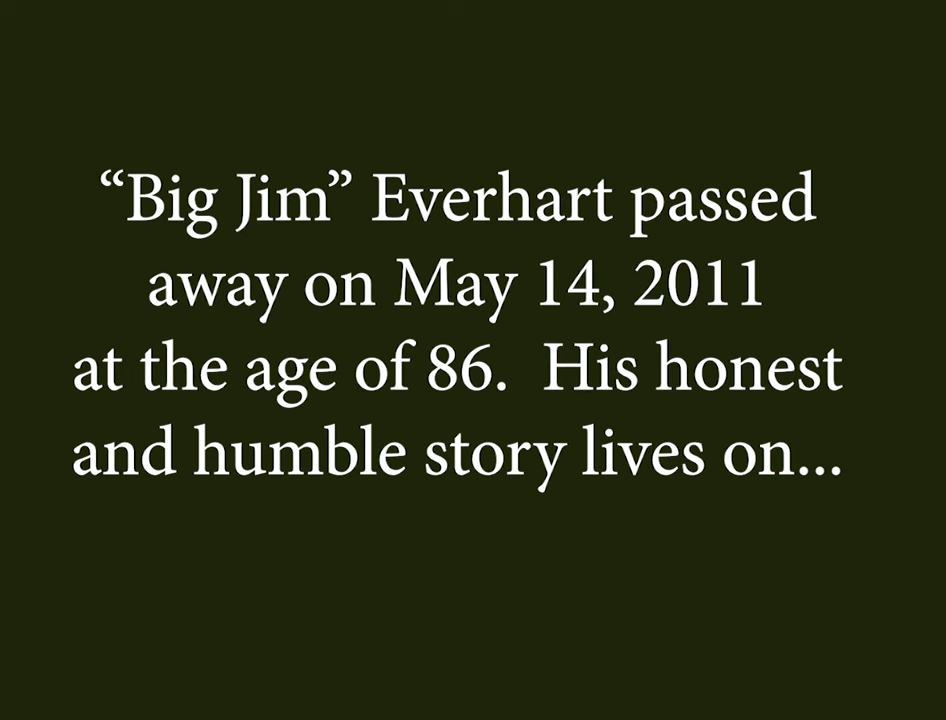 “Big Jim” Everhart passed
away on May 14, 2011
at the age of 86.  His honest
and humble story lives on...